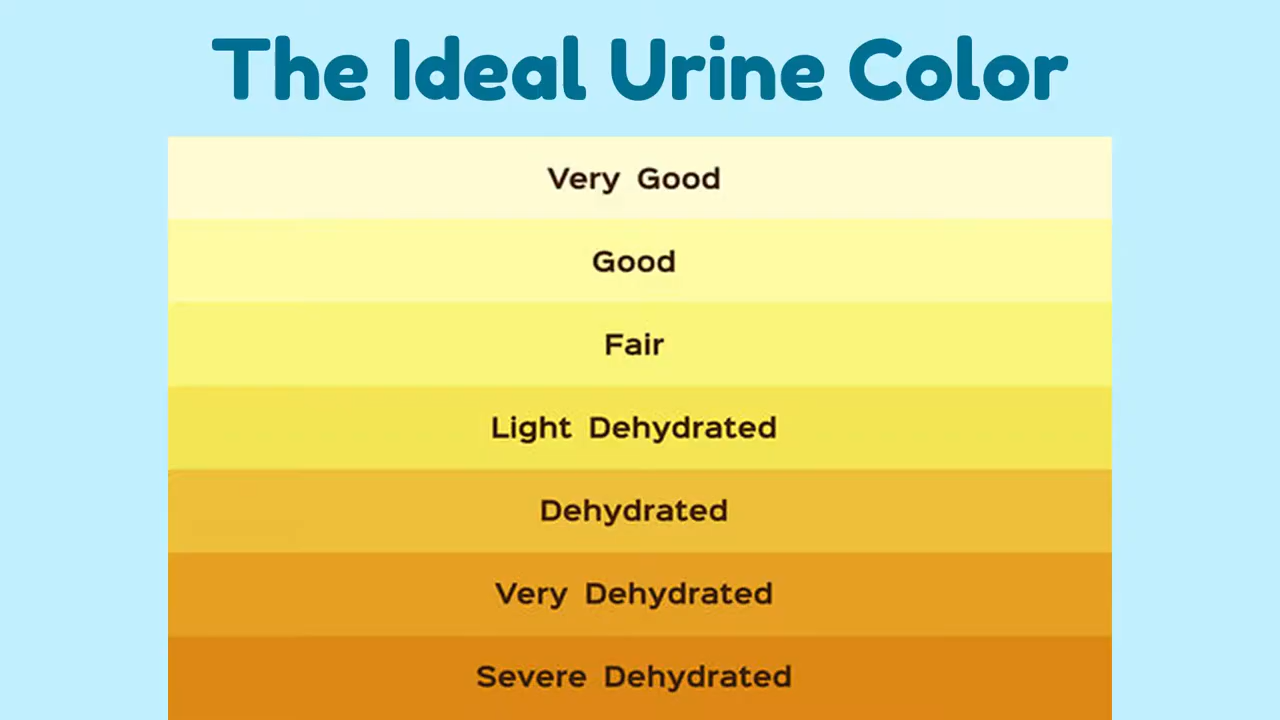 The Ideal Urine Color
Very Good
Good
Fair
Light Dehydrated
Dehydrated
Very Dehydrated
Severe Dehydrated